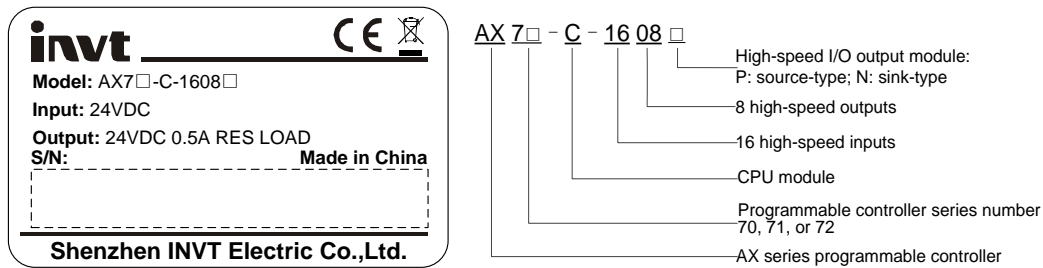 invt
CE
Model: AX7□-C-1608□
Input: 24VDC
Output: 24VDC 0.5A RES LOAD
S/N: Made in China
Shenzhen INVT Electric Co.,Ltd.
AX 7□ - C - 16 08 □
High-speed I/O output module:
P: source-type; N: sink-type
8 high-speed outputs
16 high-speed inputs
CPU module
Programmable controller series number
70, 71, or 72
AX series programmable controller